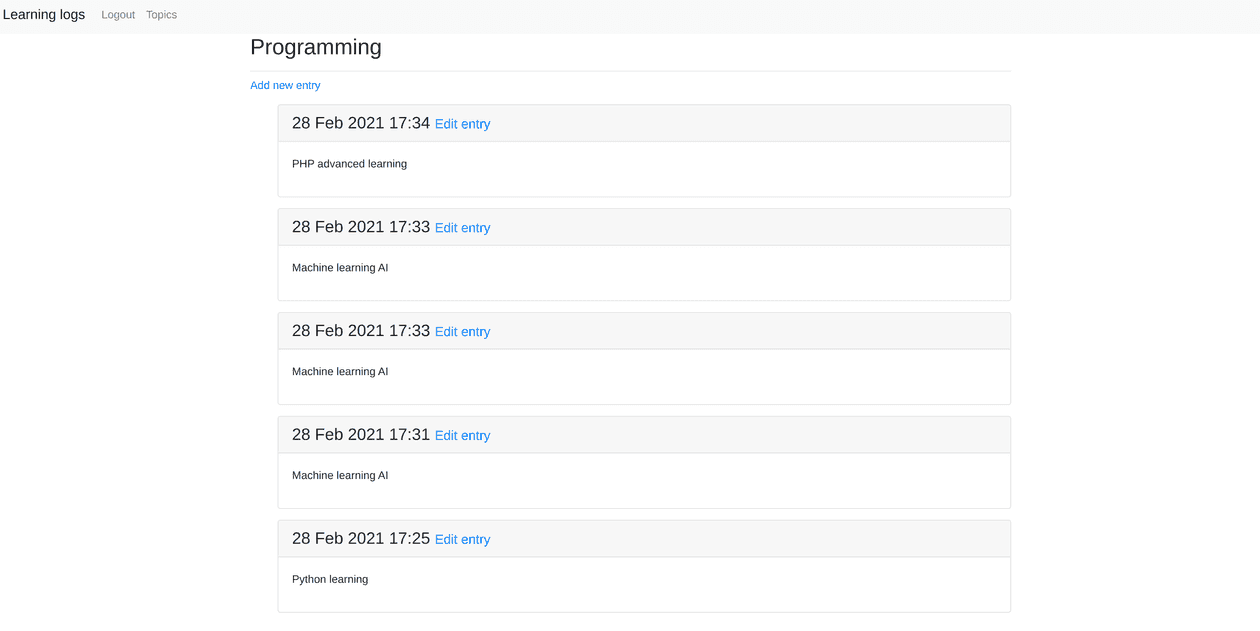 Learning logs Logout Topics
Programming
Add new entry
28 Feb 2021 17:34 Edit entry
PHP advanced learning
28 Feb 2021 17:33 Edit entry
Machine learning AI
28 Feb 2021 17:33 Edit entry
Machine learning AI
28 Feb 2021 17:31 Edit entry
Machine learning AI
28 Feb 2021 17:25 Edit entry
Python learning